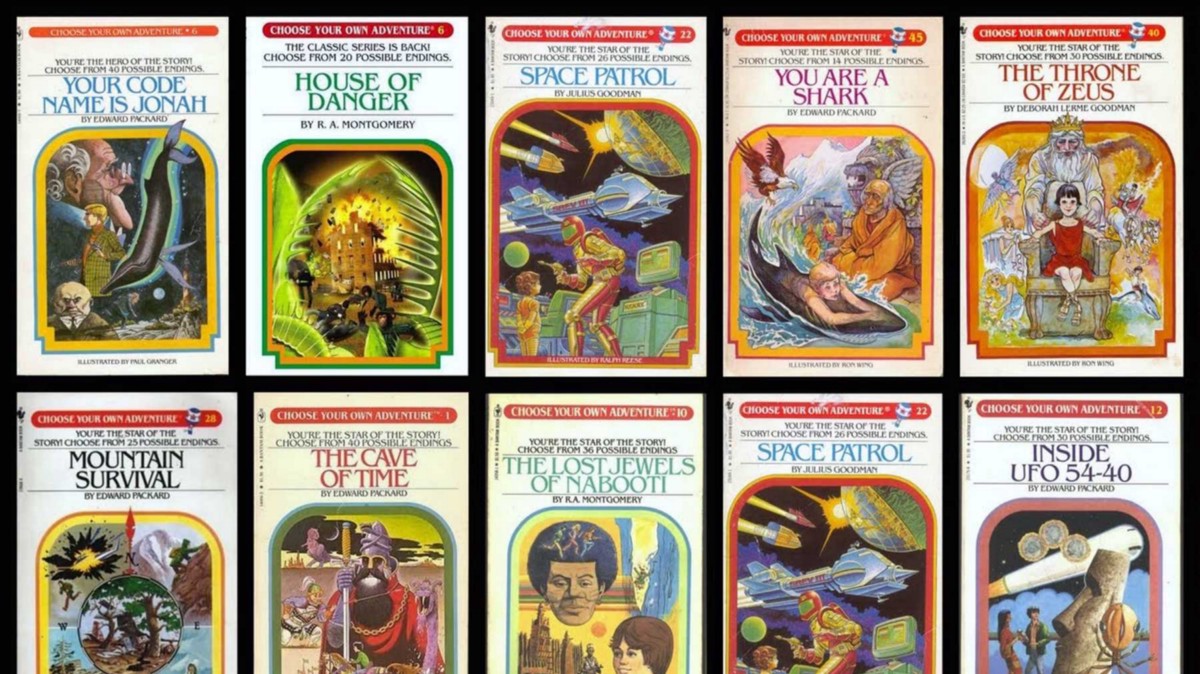 CHOOSE YOUR OWN ADVENTURE • 6
YOU'RE THE HERO OF THE STORY!
CHOOSE FROM 40 POSSIBLE ENDINGS.
YOUR CODE
NAME IS JONAH
BY EDWARD PACKARD
ILLUSTRATED BY PAUL GRANGER
CHOOSE YOUR OWN ADVENTURE® 6
THE CLASSIC SERIES IS BACK!
CHOOSE FROM 20 POSSIBLE ENDINGS.
HOUSE OF
DANGER
BY R. A. MONTGOMERY
CHOOSE YOUR OWN ADVENTURE® 22
YOU'RE THE STAR OF THE
STORY! CHOOSE FROM 26 POSSIBLE ENDINGS.
SPACE PATROL
BY JULIUS GOODMAN
ILLUSTRATED BY RALPH REESE
CHOOSE YOUR OWN ADVENTURE® 45
YOU'RE THE STAR OF THE
STORY! CHOOSE FROM 14 POSSIBLE ENDINGS.
YOU ARE A
SHARK
BY EDWARD PACKARD
ILLUSTRATED BY RON WING
CHOOSE YOUR OWN ADVENTURE® 40
YOU'RE THE STAR OF THE
STORY! CHOOSE FROM 30 POSSIBLE ENDINGS.
THE THRONE
OF ZEUS
BY DEBORAH LERME GOODMAN
ILLUSTRATED BY RON WING
CHOOSE YOUR OWN ADVENTURE® 28
YOU'RE THE STAR OF THE
STORY! CHOOSE FROM 25 POSSIBLE ENDINGS.
MOUNTAIN
SURVIVAL
BY EDWARD PACKARD
N
W E
CHOOSE YOUR OWN ADVENTURE™ 1
YOU'RE THE STAR OF THE STORY!
CHOOSE FROM 40 POSSIBLE ENDINGS
THE CAVE
OF TIME
BY EDWARD PACKARD
CHOOSE YOUR OWN ADVENTURE™ 10
YOU'RE THE STAR OF THE STORY!
CHOOSE FROM 36 POSSIBLE ENDINGS
THE LOST JEWELS
OF NABOOTI
BY R.A. MONTGOMERY
CHOOSE YOUR OWN ADVENTURE® 22
YOU'RE THE STAR OF THE
STORY! CHOOSE FROM 26 POSSIBLE ENDINGS.
SPACE PATROL
BY JULIUS GOODMAN
CHOOSE YOUR OWN ADVENTURE • 12
YOU'RE THE STAR OF THE STORY!
CHOOSE FROM 30 POSSIBLE ENDINGS.
INSIDE
UFO 54-40
BY EDWARD PACKARD